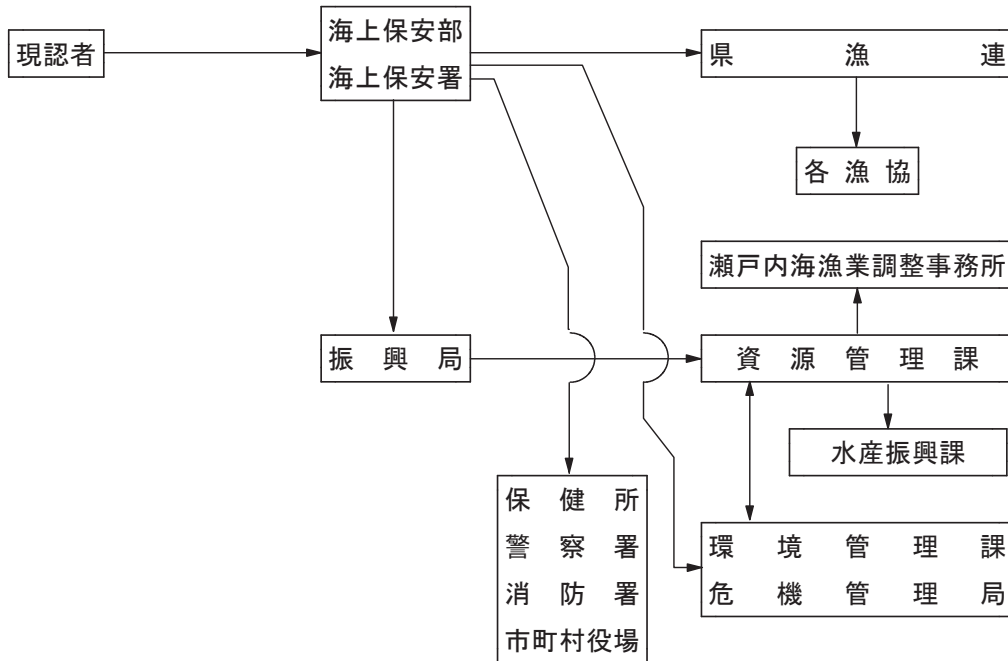 現認者
海上保安部
海上保安署
県漁連
各漁協
瀬戸内海漁業調整事務所
振興局
資源管理課
水産振興課
保健所
警察署
消防署
市町村役場
環境管理課
危機管理局